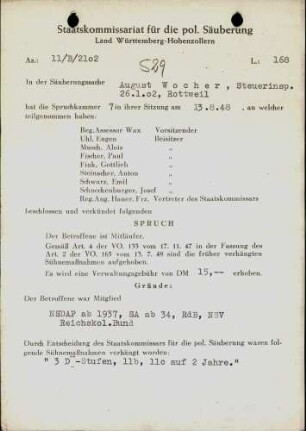 Staatskommissariat für die pol. Säuberung
Land Württemberg-Hohenzollern
Az.: 11/B/21o2
589
L: 168
In der Säuberungssache
August Wocher, Steuerinsp.
26.1.o2, Rottweil
hat die Spruchkammer 7 in ihrer Sitzung am 13.8.48 , an welcher
teilgenommen haben:
Reg.Assessor Wax Vorsitzender
Uhl, Eugen Beisitzer
Munsh, Alois „
Fischer, Paul „
Fink, Gottlieb „
Steinacher, Anton „
Schwarz, Emil „
Schneckenburger, Josef „
Reg.Ang. Hauer, Frz. Vertreter des Staatskommissars
beschlossen und verkündet folgenden
SPRUCH
Der Betroffene ist Mitläufer.
Gemäß Art. 4 der VO. 133 vom 17. 11. 47 in der Fassung des
Art. 2 der VO. 165 vom 13. 7. 48 sind die früher verhängten
Sühnemaßnahmen aufgehoben.
Es wird eine Verwaltungsgebühr von DM 15,-- erhoben.
Gründe:
Der Betroffene war Mitglied
NSDAP ab 1937, SA ab 34, RdB, NSV
Reichskol.Bund
Durch Entscheidung des Staatskommissars für die pol. Säuberung waren fol-
gende Sühnemaßnahmen verhängt worden:
" 3 D -Stufen, 11b, 11c auf 2 Jahre."